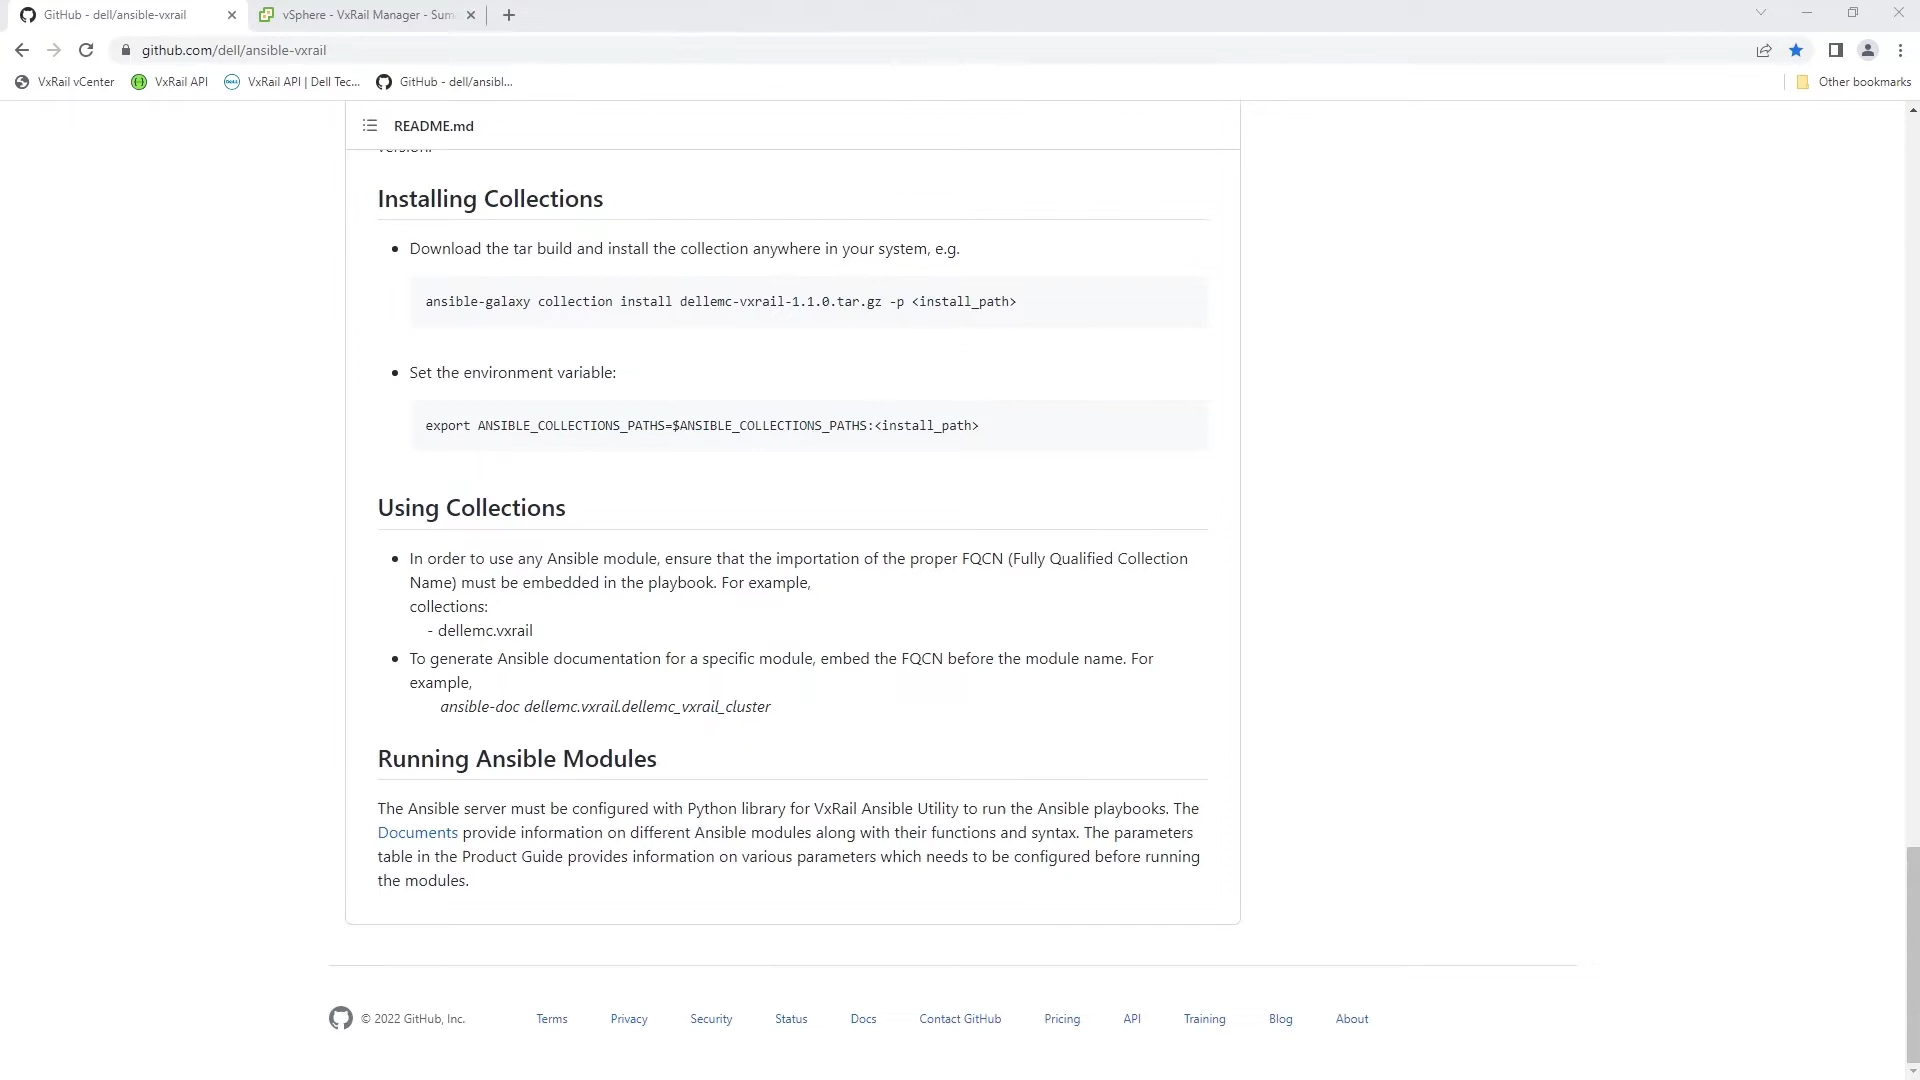 GitHub - dell/ansible-vxrail
vSphere - VxRail Manager - Sum
github.com/dell/ansible-vxrail
VxRail vCenter
VxRail API
VxRail API | Dell Tec...
GitHub - dell/ansibl...
Other bookmarks
README.md
version.
Installing Collections
Download the tar build and install the collection anywhere in your system, e.g.
ansible-galaxy collection install dellemc-vxrail-1.1.0.tar.gz -p <install_path>
Set the environment variable:
export ANSIBLE_COLLECTIONS_PATHS=$ANSIBLE_COLLECTIONS_PATHS:<install_path>
Using Collections
In order to use any Ansible module, ensure that the importation of the proper FQCN (Fully Qualified Collection
Name) must be embedded in the playbook. For example,
collections:
- dellemc.vxrail
To generate Ansible documentation for a specific module, embed the FQCN before the module name. For
example,
ansible-doc dellemc.vxrail.dellemc_vxrail_cluster
Running Ansible Modules
The Ansible server must be configured with Python library for VxRail Ansible Utility to run the Ansible playbooks. The
Documents provide information on different Ansible modules along with their functions and syntax. The parameters
table in the Product Guide provides information on various parameters which needs to be configured before running
the modules.
© 2022 GitHub, Inc.
Terms
Privacy
Security
Status
Docs
Contact GitHub
Pricing
API
Training
Blog
About